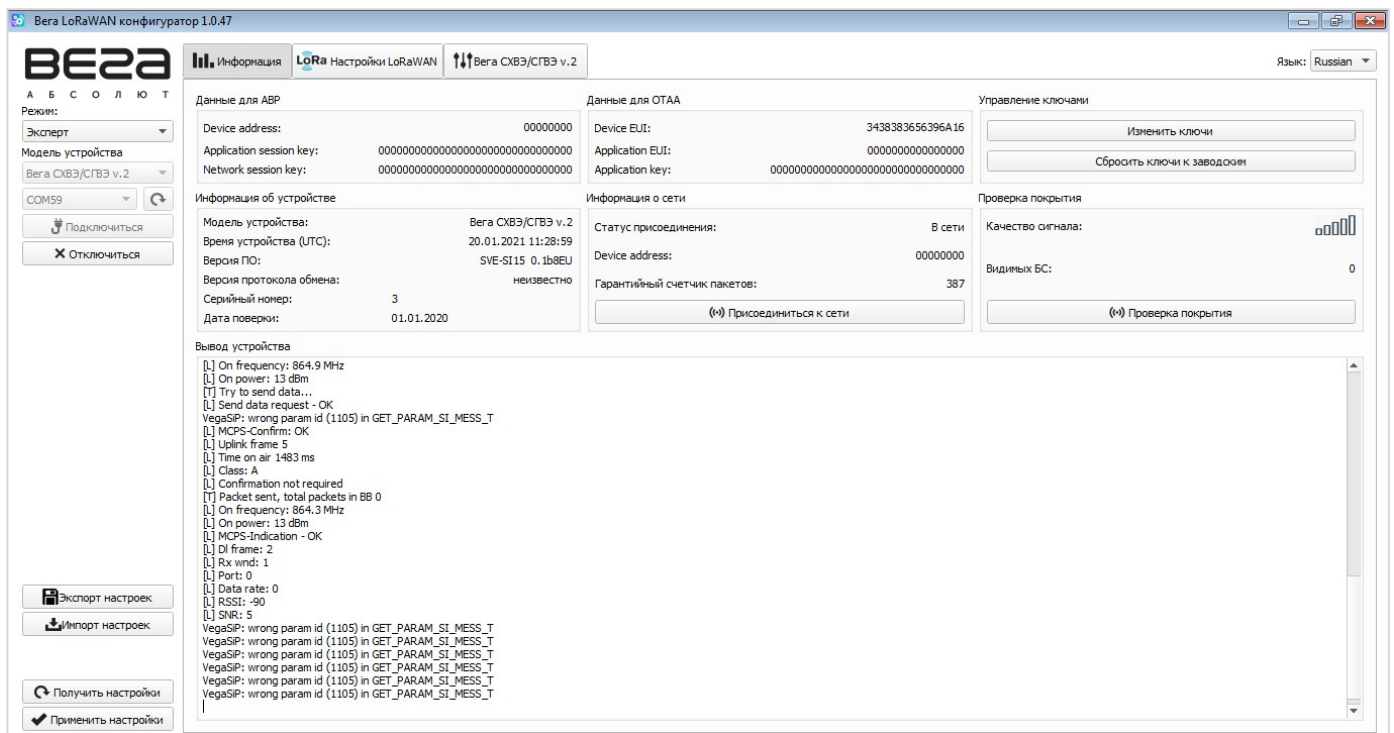 Вега LoRaWAN конфигуратор 1.0.47
ВЕГА
АБСОЛЮТ
Режим:
Эксперт
Модель устройства
Вега СХВЭ/СГВЭ v.2
COM59
Подключиться
Отключиться
Экспорт настроек
Импорт настроек
Получить настройки
Применить настройки
Информация
LoRa Настройки LoRaWAN
Вега СХВЭ/СГВЭ v.2
Язык: Russian
Данные для ABP
Device address: 00000000
Application session key: 00000000000000000000000000000000
Network session key: 00000000000000000000000000000000
Данные для OTAA
Device EUI: 3438383656396A16
Application EUI: 0000000000000000
Application key: 00000000000000000000000000000000
Управление ключами
Изменить ключи
Сбросить ключи к заводским
Информация об устройстве
Модель устройства: Вега СХВЭ/СГВЭ v.2
Время устройства (UTC): 20.01.2021 11:28:59
Версия ПО: SVE-SI15 0.1b8EU
Версия протокола обмена: неизвестно
Серийный номер: 3
Дата поверки: 01.01.2020
Информация о сети
Статус присоединения: В сети
Device address: 00000000
Гарантийный счетчик пакетов: 387
Присоединиться к сети
Проверка покрытия
Качество сигнала:
Видимых БС: 0
Проверка покрытия
Вывод устройства
[L] On frequency: 864.9 MHz
[L] On power: 13 dBm
[T] Try to send data...
[L] Send data request - OK
VegaSiP: wrong param id (1105) in GET_PARAM_SI_MESS_T
[L] MCPS-Confirm: OK
[L] Uplink frame 5
[L] Time on air 1483 ms
[L] Class: A
[L] Confirmation not required
[T] Packet sent, total packets in BB 0
[L] On frequency: 864.3 MHz
[L] On power: 13 dBm
[L] MCPS-Indication - OK
[L] Dl frame: 2
[L] Rx wnd: 1
[L] Port: 0
[L] Data rate: 0
[L] RSSI: -90
[L] SNR: 5
VegaSiP: wrong param id (1105) in GET_PARAM_SI_MESS_T
VegaSiP: wrong param id (1105) in GET_PARAM_SI_MESS_T
VegaSiP: wrong param id (1105) in GET_PARAM_SI_MESS_T
VegaSiP: wrong param id (1105) in GET_PARAM_SI_MESS_T
VegaSiP: wrong param id (1105) in GET_PARAM_SI_MESS_T
VegaSiP: wrong param id (1105) in GET_PARAM_SI_MESS_T